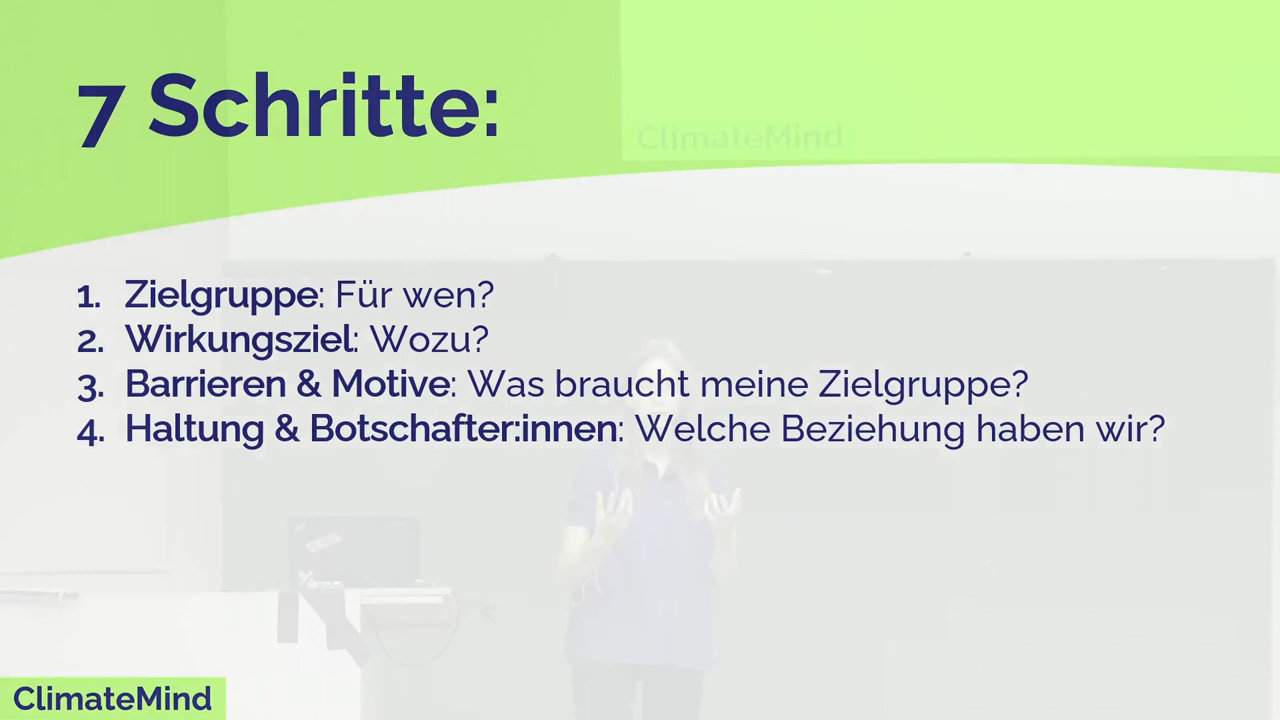 7 Schritte:
ClimateMind
1. Zielgruppe: Für wen?
2. Wirkungsziel: Wozu?
3. Barrieren & Motive: Was braucht meine Zielgruppe?
4. Haltung & Botschafter:innen: Welche Beziehung haben wir?
ClimateMind